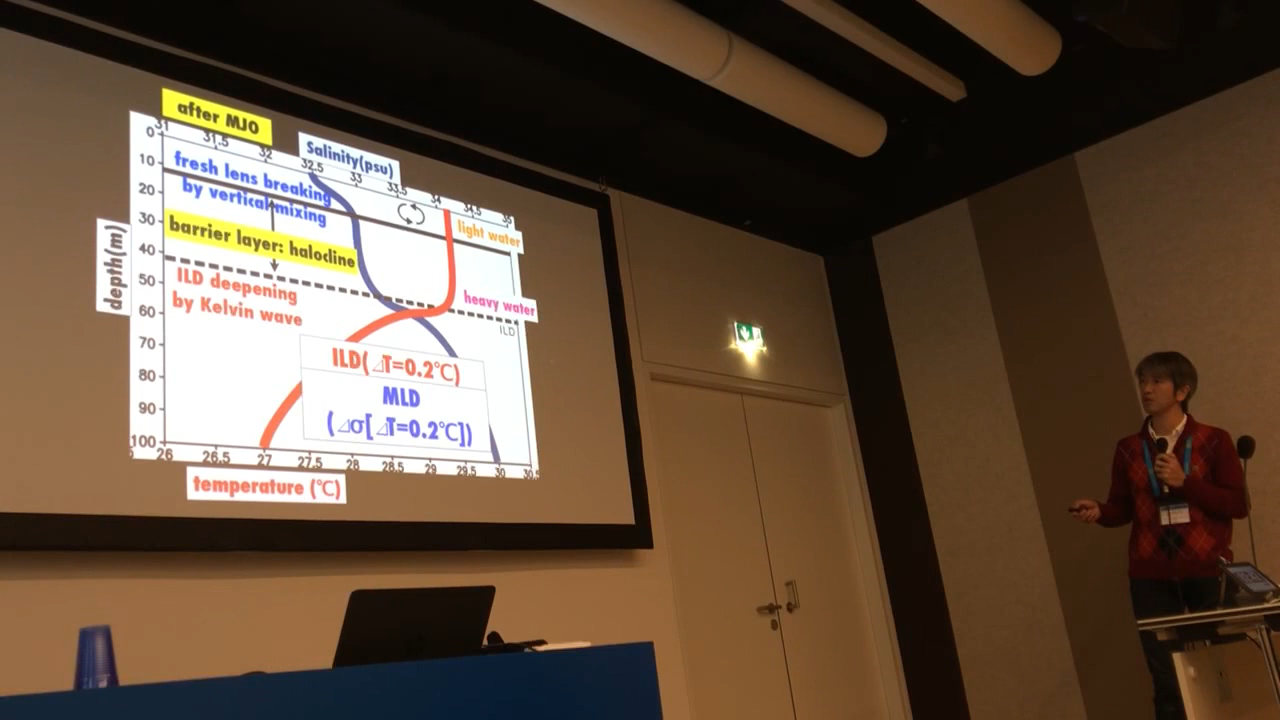 after MJO
31
31.5
32
32.5
33
33.5
34
34.5
35
Salinity(psu)
0
10
20
30
40
50
60
70
80
90
100
depth(m)
fresh lens breaking
by vertical mixing
barrier layer: halocline
ILD deepening
by Kelvin wave
light water
heavy water
ILD
ILD(⊿T=0.2℃)
MLD
(⊿σ[⊿T=0.2℃])
26
26.5
27
27.5
28
28.5
29
29.5
30
30.5
temperature (℃)